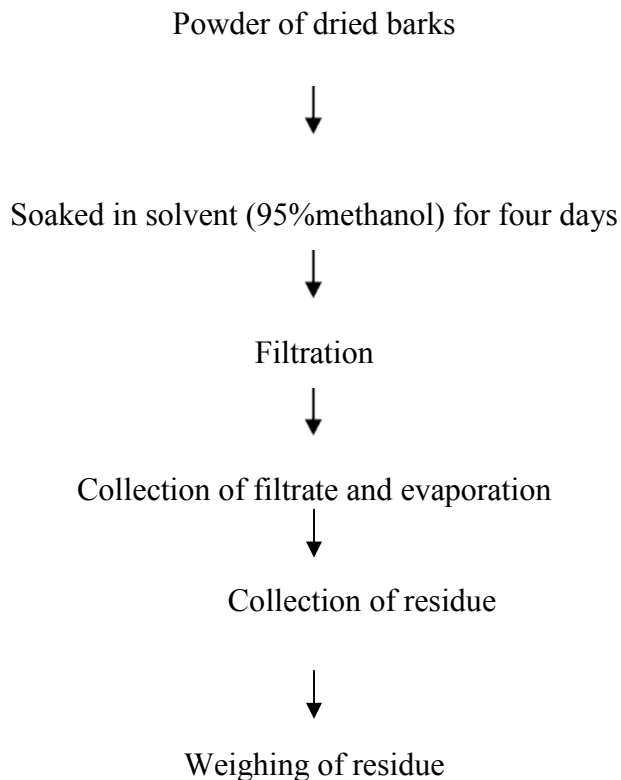 Powder of dried barks
Soaked in solvent (95%methanol) for four days
Filtration
Collection of filtrate and evaporation
Collection of residue
Weighing of residue